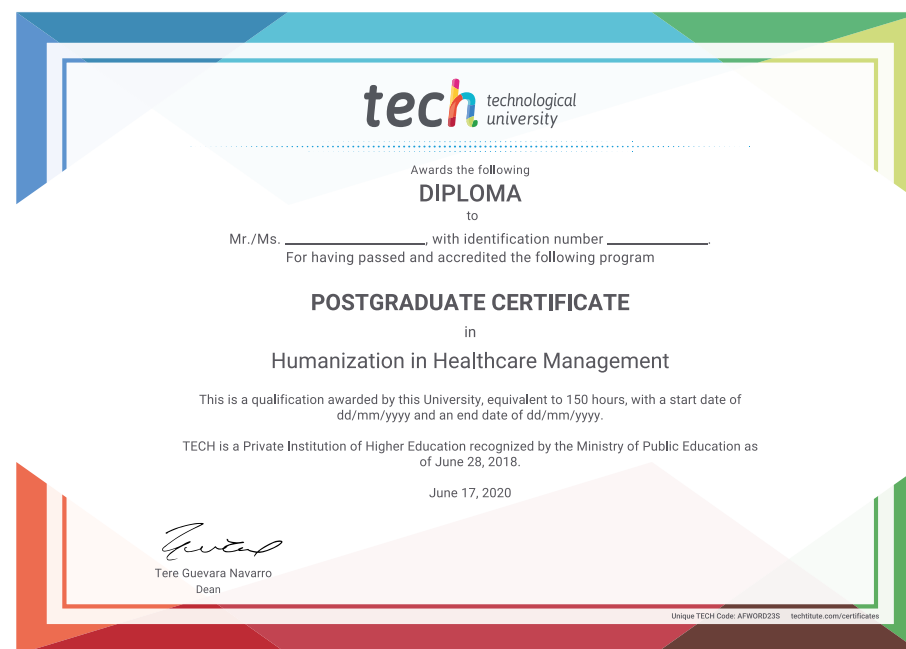 tech technological
university
Awards the following
DIPLOMA
to
Mr./Ms. ____________________, with identification number ______________.
For having passed and accredited the following program
POSTGRADUATE CERTIFICATE
in
Humanization in Healthcare Management
This is a qualification awarded by this University, equivalent to 150 hours, with a start date of
dd/mm/yyyy and an end date of dd/mm/yyyy.
TECH is a Private Institution of Higher Education recognized by the Ministry of Public Education as
of June 28, 2018.
June 17, 2020
Tere Guevara Navarro
Dean
Unique TECH Code: AFWORD23S techtitute.com/certificates